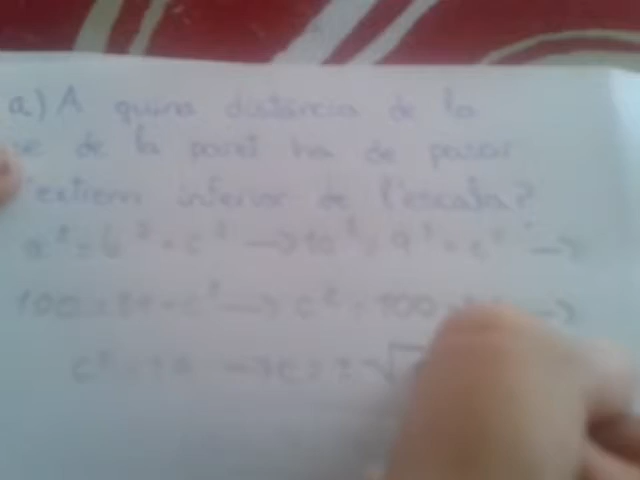 a) A quina distància de la
de la paret ha de posar
l'extrem inferior de l'escala?
a² = b² + c² → 10² = 9² + c² →
100 = 81 + c² → c² = 100 →
c² = → c = ± √